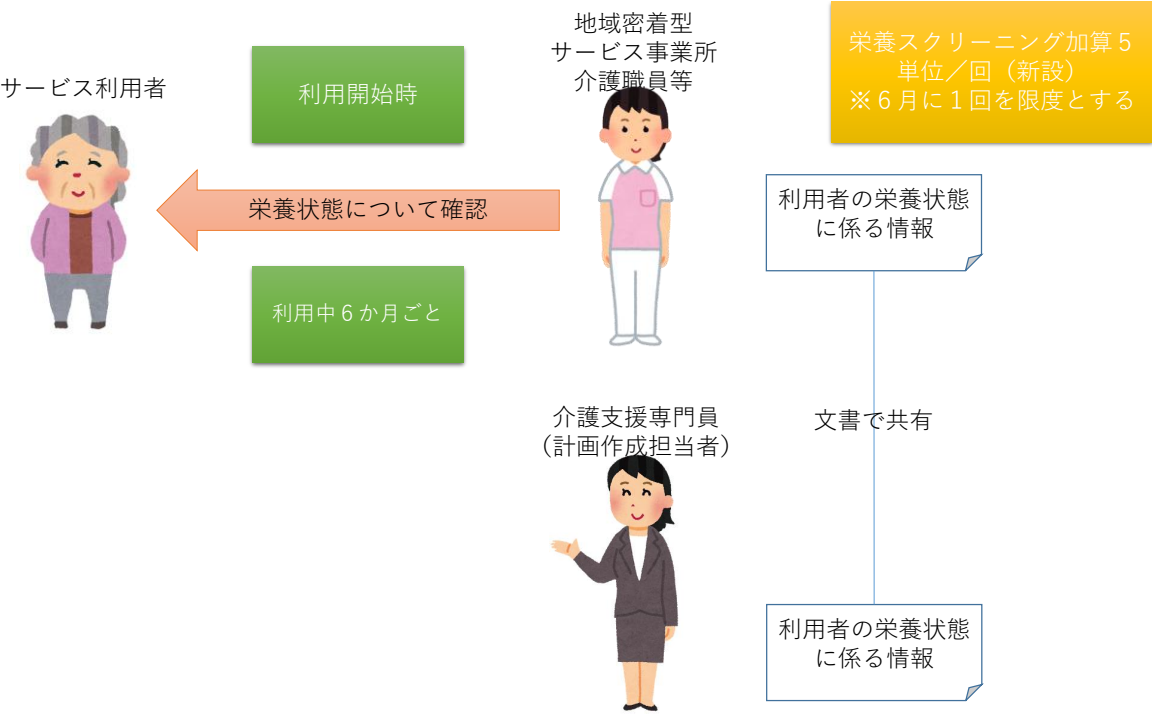 サービス利用者
利用開始時
地域密着型
サービス事業所
介護職員等
栄養スクリーニング加算５
単位／回（新設）
※６月に１回を限度とする
栄養状態について確認
利用者の栄養状態
に係る情報
利用中６か月ごと
介護支援専門員
（計画作成担当者）
文書で共有
利用者の栄養状態
に係る情報